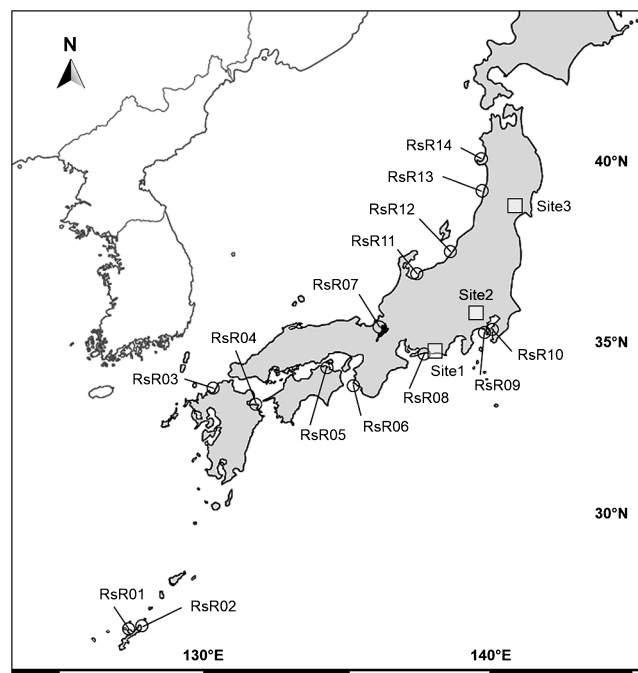 N
RsR14
40°N
RsR13
Site3
RsR12
RsR11
Site2
RsR07
RsR04
35°N
RsR10
RsR03
Site1
RsR09
RsR08
RsR05
RsR06
30°N
RsR01
RsR02
130°E
140°E